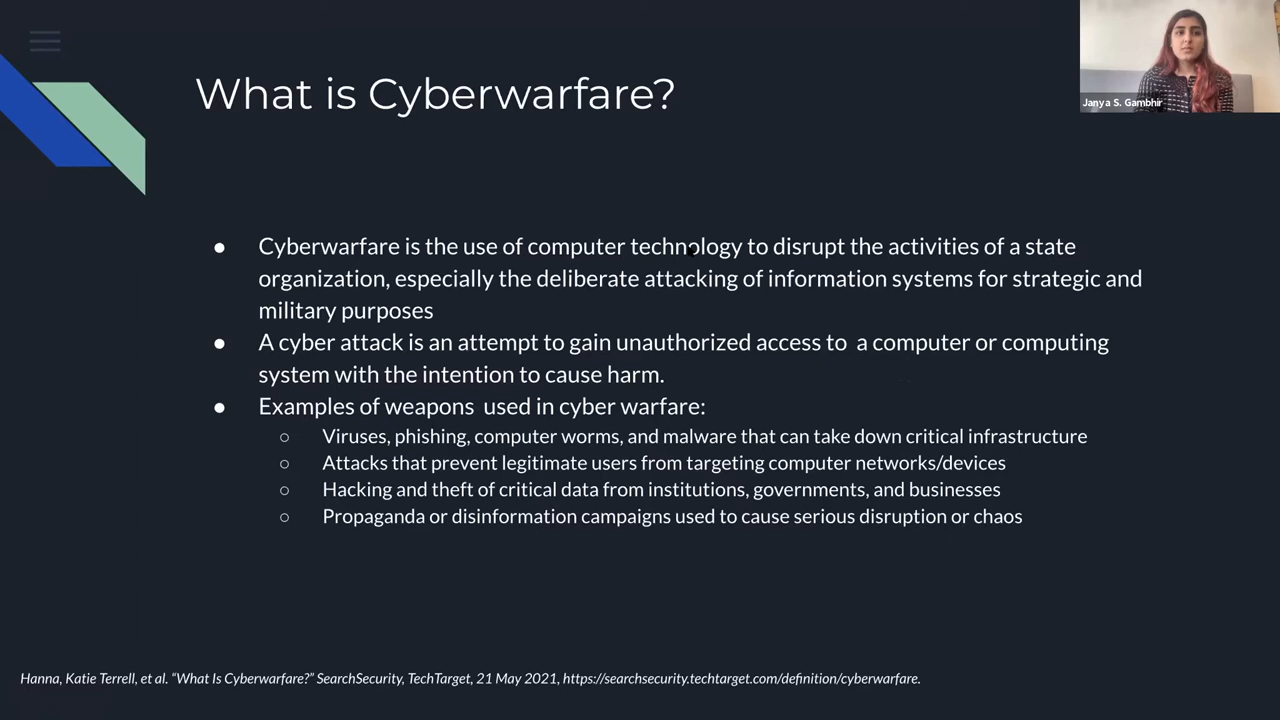 What is Cyberwarfare?
Janya S. Gambhir
● Cyberwarfare is the use of computer technology to disrupt the activities of a state
organization, especially the deliberate attacking of information systems for strategic and
military purposes
● A cyber attack is an attempt to gain unauthorized access to  a computer or computing
system with the intention to cause harm.
● Examples of weapons  used in cyber warfare:
○ Viruses, phishing, computer worms, and malware that can take down critical infrastructure
○ Attacks that prevent legitimate users from targeting computer networks/devices
○ Hacking and theft of critical data from institutions, governments, and businesses
○ Propaganda or disinformation campaigns used to cause serious disruption or chaos
Hanna, Katie Terrell, et al. “What Is Cyberwarfare?” SearchSecurity, TechTarget, 21 May 2021, https://searchsecurity.techtarget.com/definition/cyberwarfare.